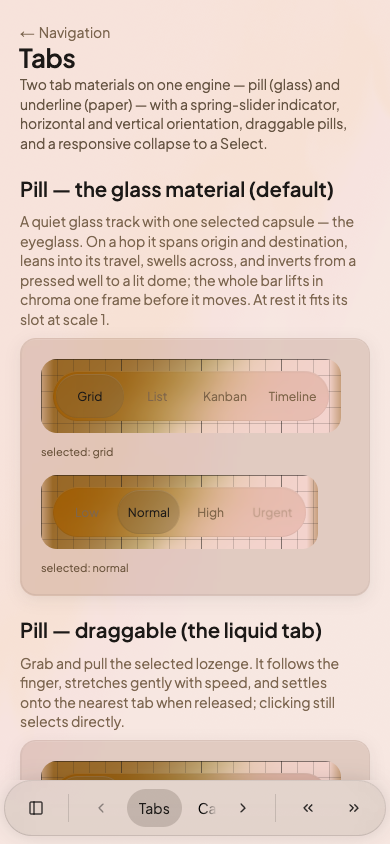 ← Navigation
Tabs
Two tab materials on one engine — pill (glass) and
underline (paper) — with a spring-slider indicator,
horizontal and vertical orientation, draggable pills,
and a responsive collapse to a Select.
Pill — the glass material (default)
A quiet glass track with one selected capsule — the
eyeglass. On a hop it spans origin and destination,
leans into its travel, swells across, and inverts from a
pressed well to a lit dome; the whole bar lifts in
chroma one frame before it moves. At rest it fits its
slot at scale 1.
Grid List Kanban Timeline
selected: grid
Normal High Urgent
selected: normal
Pill — draggable (the liquid tab)
Grab and pull the selected lozenge. It follows the
finger, stretches gently with speed, and settles
onto the nearest tab when released; clicking still
selects directly.
Tabs Ca